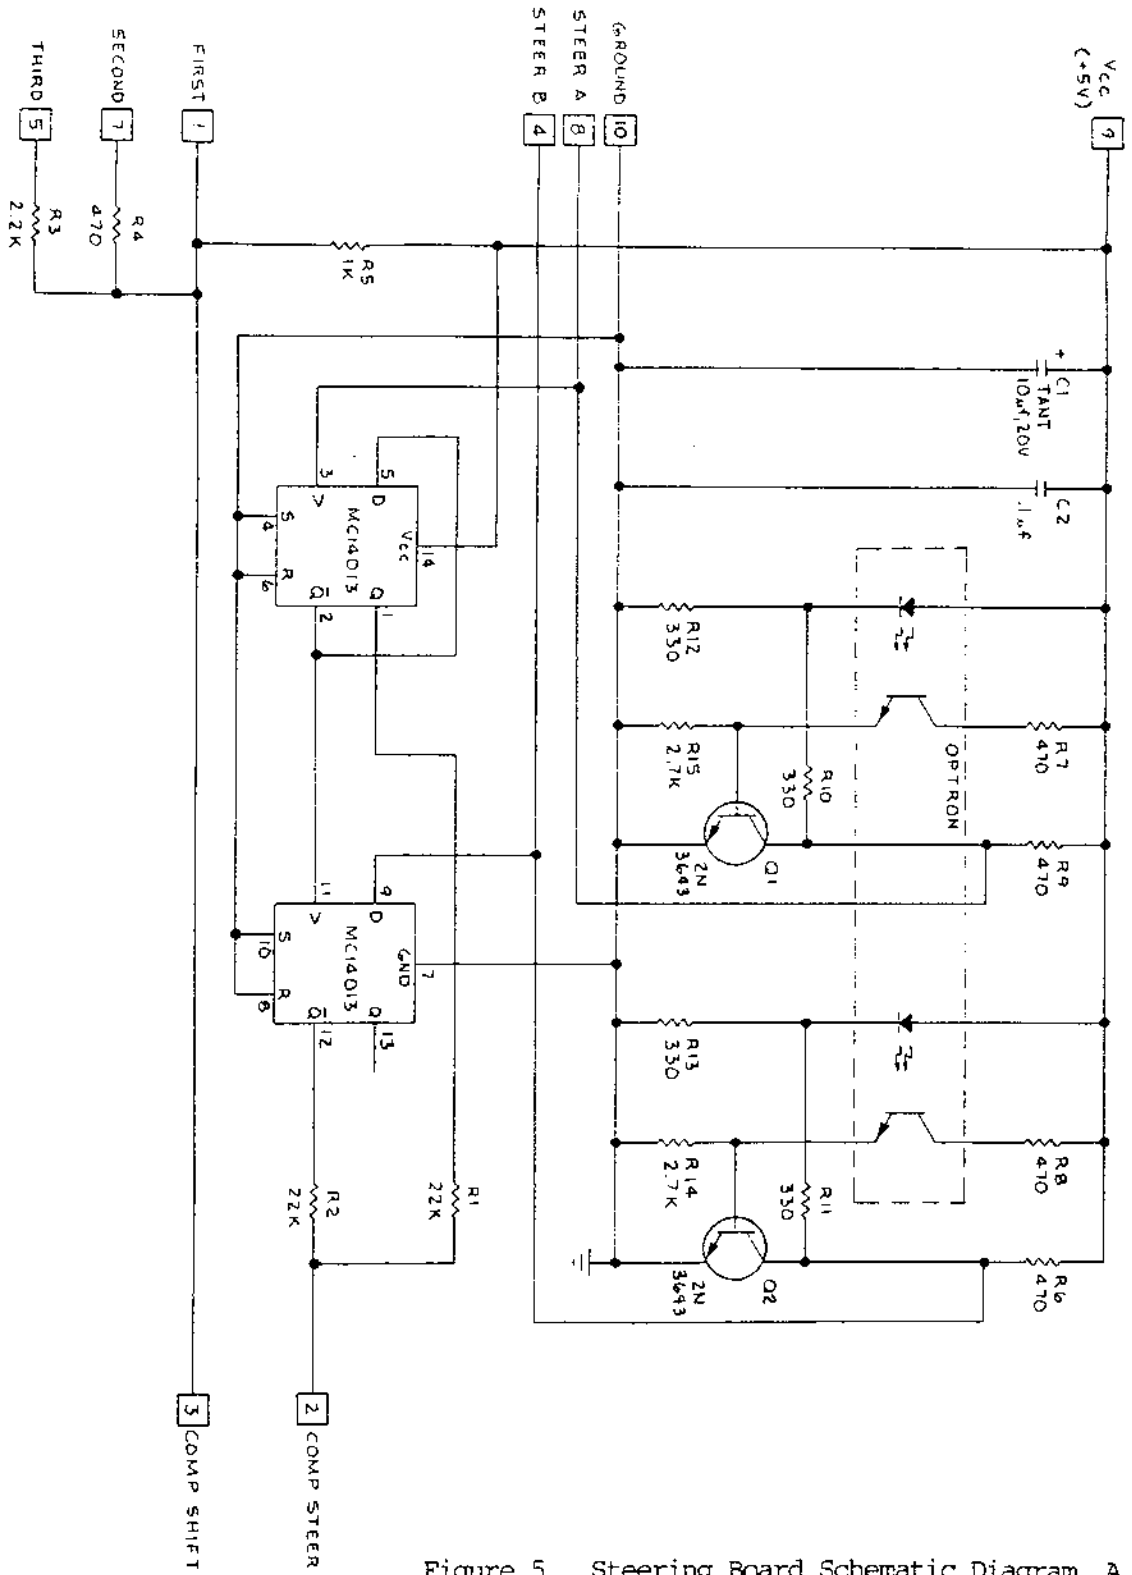 VCC
(+5V)
9
GROUND
10
STEER A
8
STEER B
4
FIRST
1
SECOND
7
THIRD
5
R4
470
R3
2.2K
R5
1K
+ C1
TANT
10uf,20V
C2
.1uf
3
5
D
>
MC14013
VCC
14
S
4
R
6
Q̅
2
Q
1
R12
330
R15
2.7K
R10
330
OPTRON
R7
470
R9
470
Q1
2N
3643
11
9
D
>
MC14013
GND
7
S
10
R
8
Q̅
12
Q
13
R13
330
R14
2.7K
R11
330
R8
470
R6
470
Q2
2N
3643
R1
22K
R2
22K
2
COMP STEER
3
COMP SHIFT
Figure 5 Steering Board Schematic Diagram A